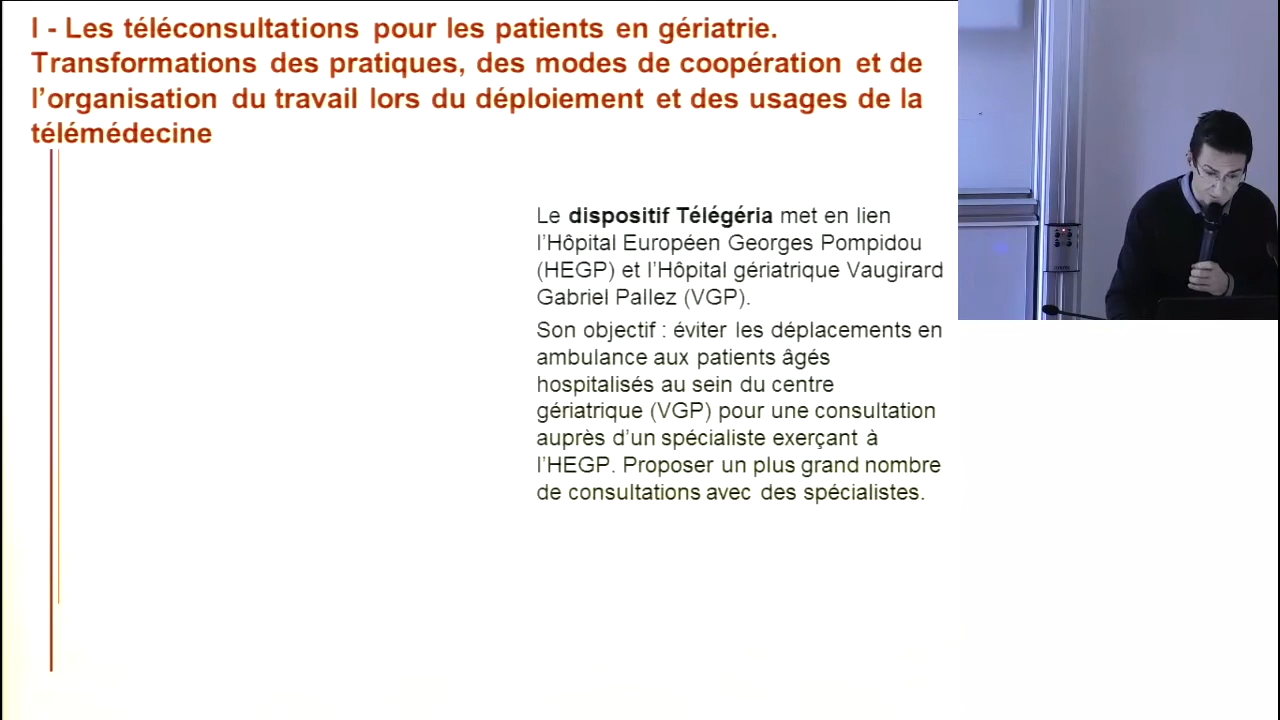 I - Les téléconsultations pour les patients en gériatrie.
Transformations des pratiques, des modes de coopération et de
l’organisation du travail lors du déploiement et des usages de la
télémédecine
Le dispositif Télégéria met en lien
l’Hôpital Européen Georges Pompidou
(HEGP) et l’Hôpital gériatrique Vaugirard
Gabriel Pallez (VGP).
Son objectif : éviter les déplacements en
ambulance aux patients âgés
hospitalisés au sein du centre
gériatrique (VGP) pour une consultation
auprès d’un spécialiste exerçant à
l’HEGP. Proposer un plus grand nombre
de consultations avec des spécialistes.